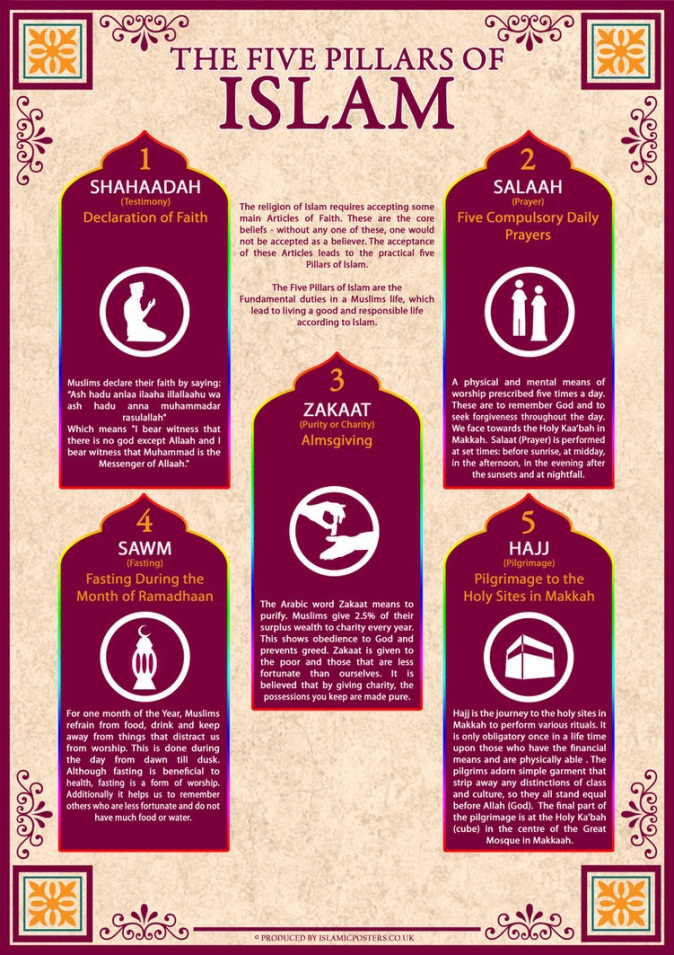 THE FIVE PILLARS OF
ISLAM
1
SHAHAADAH
(Testimony)
Declaration of Faith
Muslims declare their faith by saying:
"Ash hadu anlaa ilaaha illallaahu wa
ash hadu anna muhammadar
rasulallah"
Which means "I bear witness that
there is no god except Allaah and I
bear witness that Muhammad is the
Messenger of Allaah."
The religion of Islam requires accepting some
main Articles of Faith. These are the core
beliefs - without any one of these, one would
not be accepted as a believer. The acceptance
of these Articles leads to the practical five
Pillars of Islam.
The Five Pillars of Islam are the
Fundamental duties in a Muslims life, which
lead to living a good and responsible life
according to Islam.
2
SALAAH
(Prayer)
Five Compulsory Daily
Prayers
A physical and mental means of
worship prescribed five times a day.
These are to remember God and to
seek forgiveness throughout the day.
We face towards the Holy Kaa'bah in
Makkah. Salaat (Prayer) is performed
at set times: before sunrise, at midday,
in the afternoon, in the evening after
the sunsets and at nightfall.
3
ZAKAAT
(Purity or Charity)
Almsgiving
The Arabic word Zakaat means to
purify. Muslims give 2.5% of their
surplus wealth to charity every year.
This shows obedience to God and
prevents greed. Zakaat is given to
the poor and those that are less
fortunate than ourselves. It is
believed that by giving charity, the
possessions you keep are made pure.
4
SAWM
(Fasting)
Fasting During the
Month of Ramadhaan
For one month of the Year, Muslims
refrain from food, drink and keep
away from things that distract us
from worship. This is done during
the day from dawn till dusk.
Although fasting is beneficial to
health, fasting is a form of worship.
Additionally it helps us to remember
others who are less fortunate and do not
have much food or water.
5
HAJJ
(Pilgrimage)
Pilgrimage to the
Holy Sites in Makkah
Hajj is the journey to the holy sites in
Makkah to perform various rituals. It
is only obligatory once in a life time
upon those who have the financial
means and are physically able . The
pilgrims adorn simple garment that
strip away any distinctions of class
and culture, so they all stand equal
before Allah (God). The final part of
the pilgrimage is at the Holy Ka'bah
(cube) in the centre of the Great
Mosque in Makkaah.
© PRODUCED BY ISLAMICPOSTERS.CO.UK